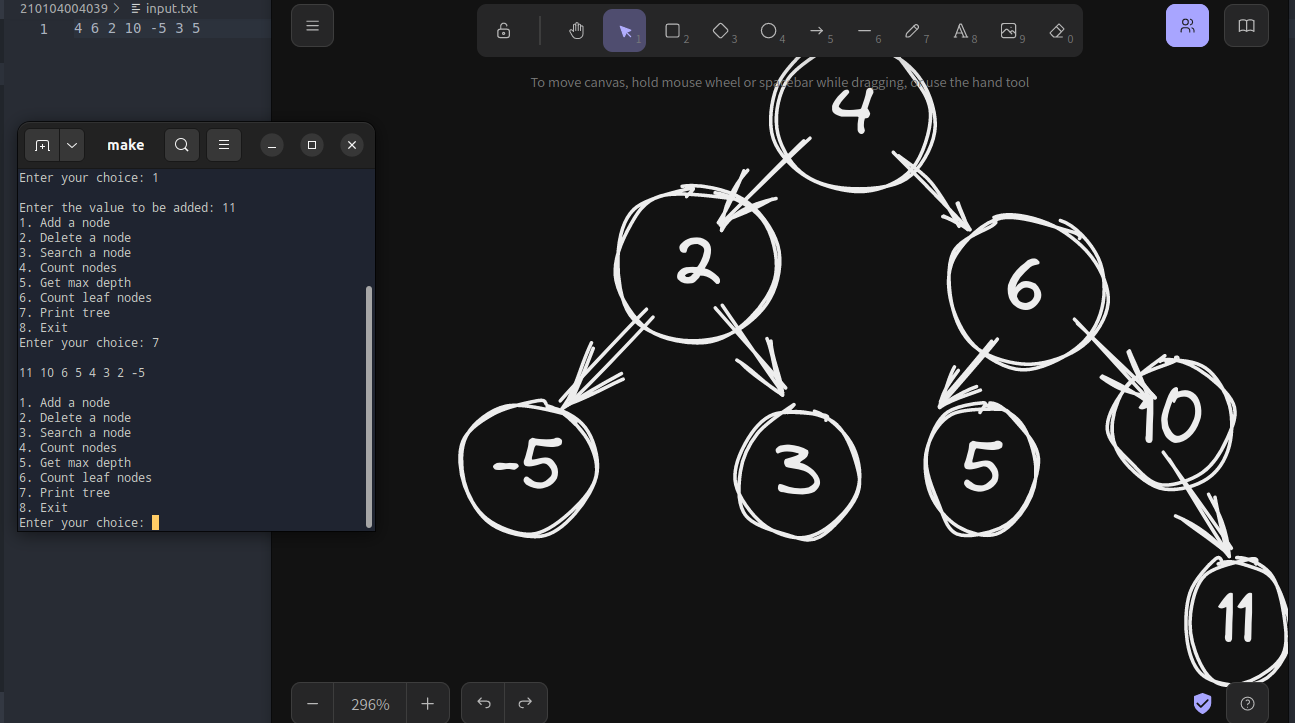 210104004039 > input.txt
1 4 6 2 10 -5 3 5
make
Enter your choice: 1
Enter the value to be added: 11
1. Add a node
2. Delete a node
3. Search a node
4. Count nodes
5. Get max depth
6. Count leaf nodes
7. Print tree
8. Exit
Enter your choice: 7
11 10 6 5 4 3 2 -5
1. Add a node
2. Delete a node
3. Search a node
4. Count nodes
5. Get max depth
6. Count leaf nodes
7. Print tree
8. Exit
Enter your choice:
1 2 3 4 5 6 7 A 8 9 0
To move canvas, hold mouse wheel or spacebar while dragging, or use the hand tool
4
2
6
-5 3 5 10
11
296%